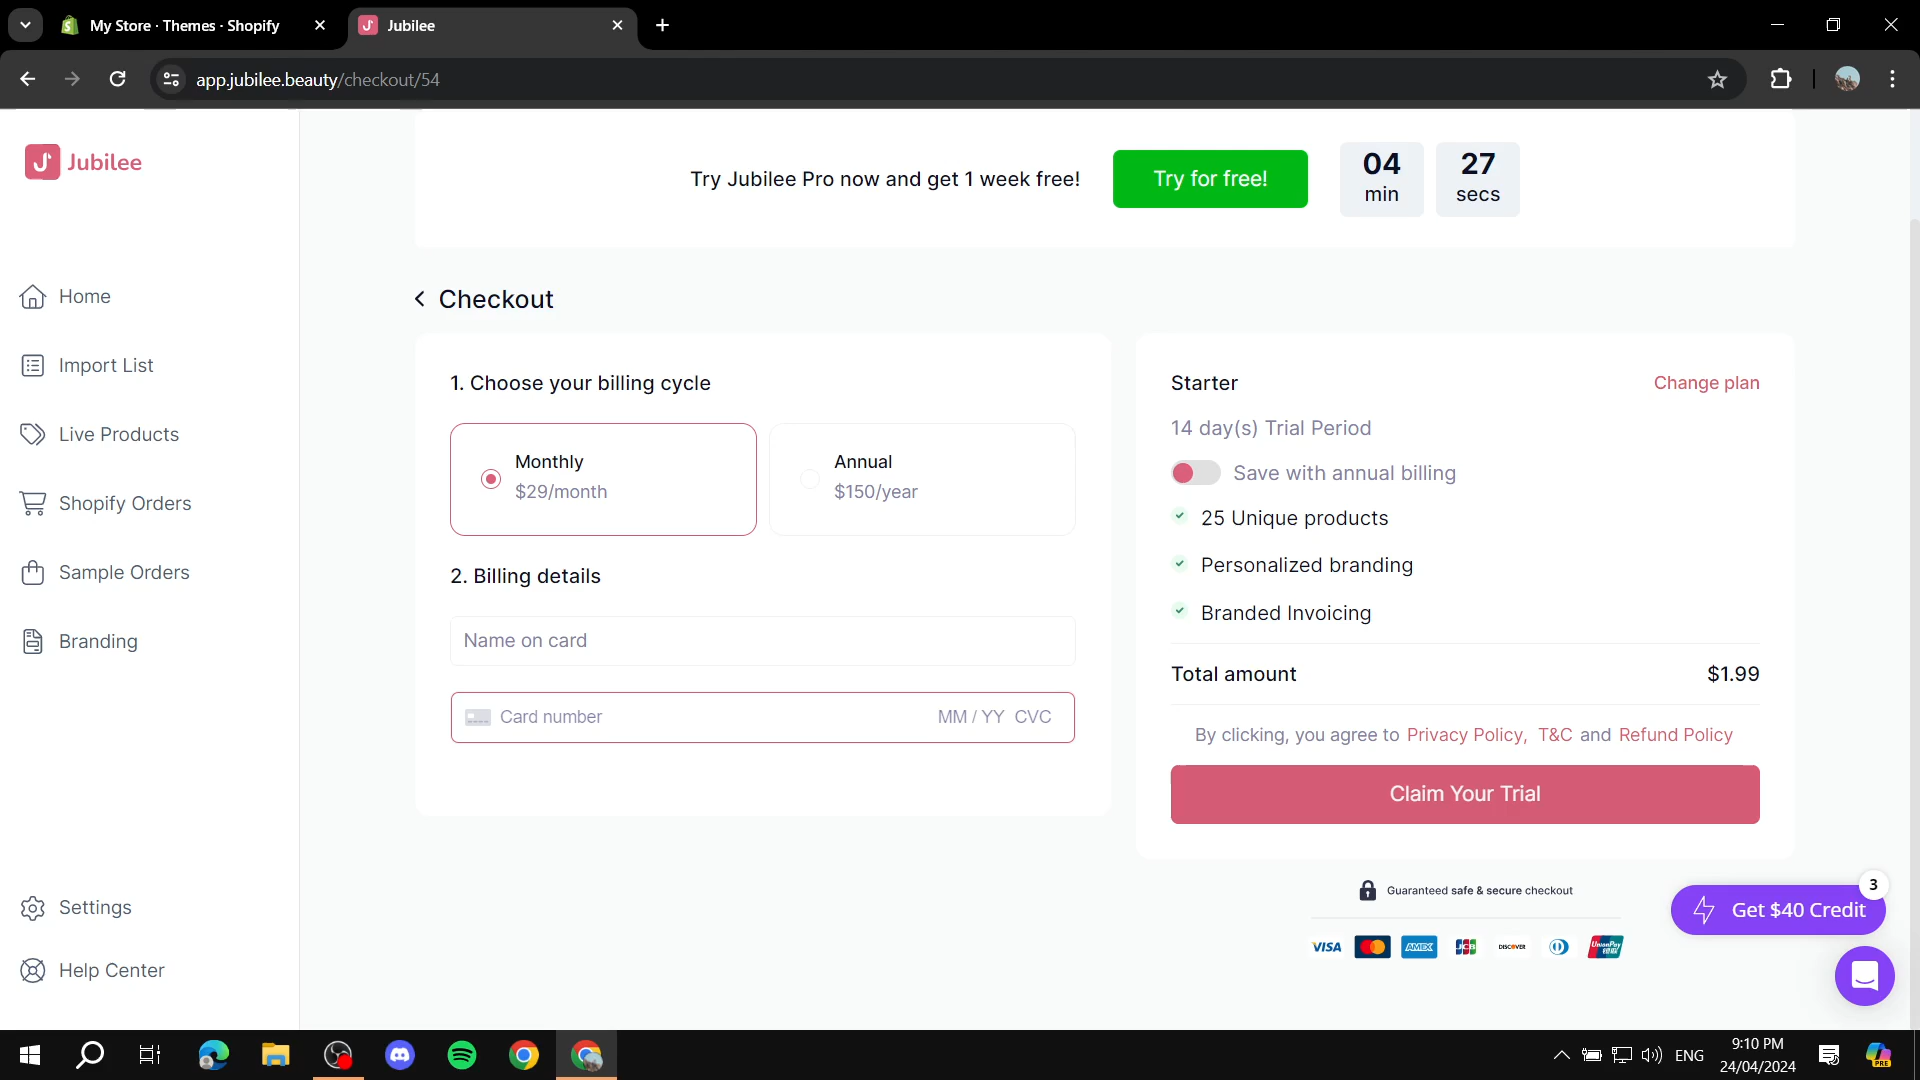 My Store · Themes · Shopify
Jubilee
app.jubilee.beauty/checkout/54
Jubilee
Try Jubilee Pro now and get 1 week free!
Try for free!
04
min
27
secs
Home
Import List
Live Products
Shopify Orders
Sample Orders
Branding
Settings
Help Center
Checkout
1. Choose your billing cycle
Monthly
$29/month
Annual
$150/year
2. Billing details
Name on card
Card number MM / YY CVC
Starter
Change plan
14 day(s) Trial Period
Save with annual billing
25 Unique products
Personalized branding
Branded Invoicing
Total amount $1.99
By clicking, you agree to Privacy Policy, T&C and Refund Policy
Claim Your Trial
Guaranteed safe & secure checkout
VISA AMEX JCB DISCOVER UnionPay
3
Get $40 Credit
ENG
9:10 PM
24/04/2024
PRE